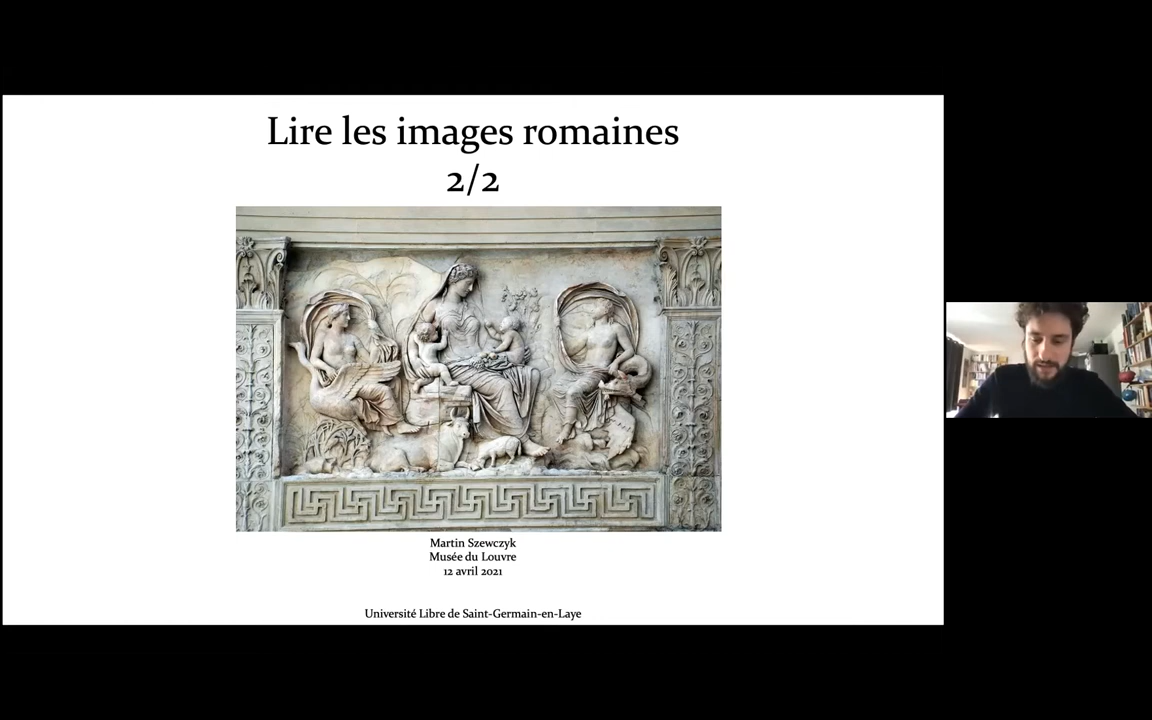 Lire les images romaines
2/2
Martin Szewczyk
Musée du Louvre
12 avril 2021
Université Libre de Saint-Germain-en-Laye